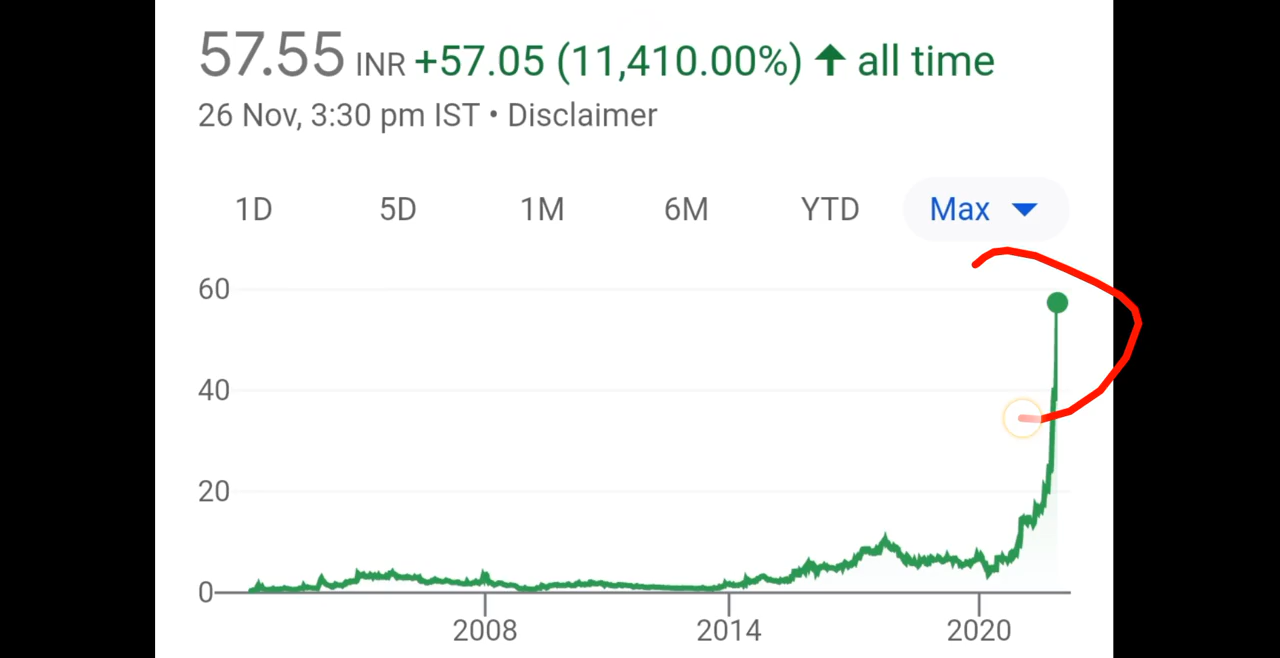 57.55 INR +57.05 (11,410.00%) ↑ all time
26 Nov, 3:30 pm IST • Disclaimer
1D 5D 1M 6M YTD Max
60
40
20
0
2008 2014 2020